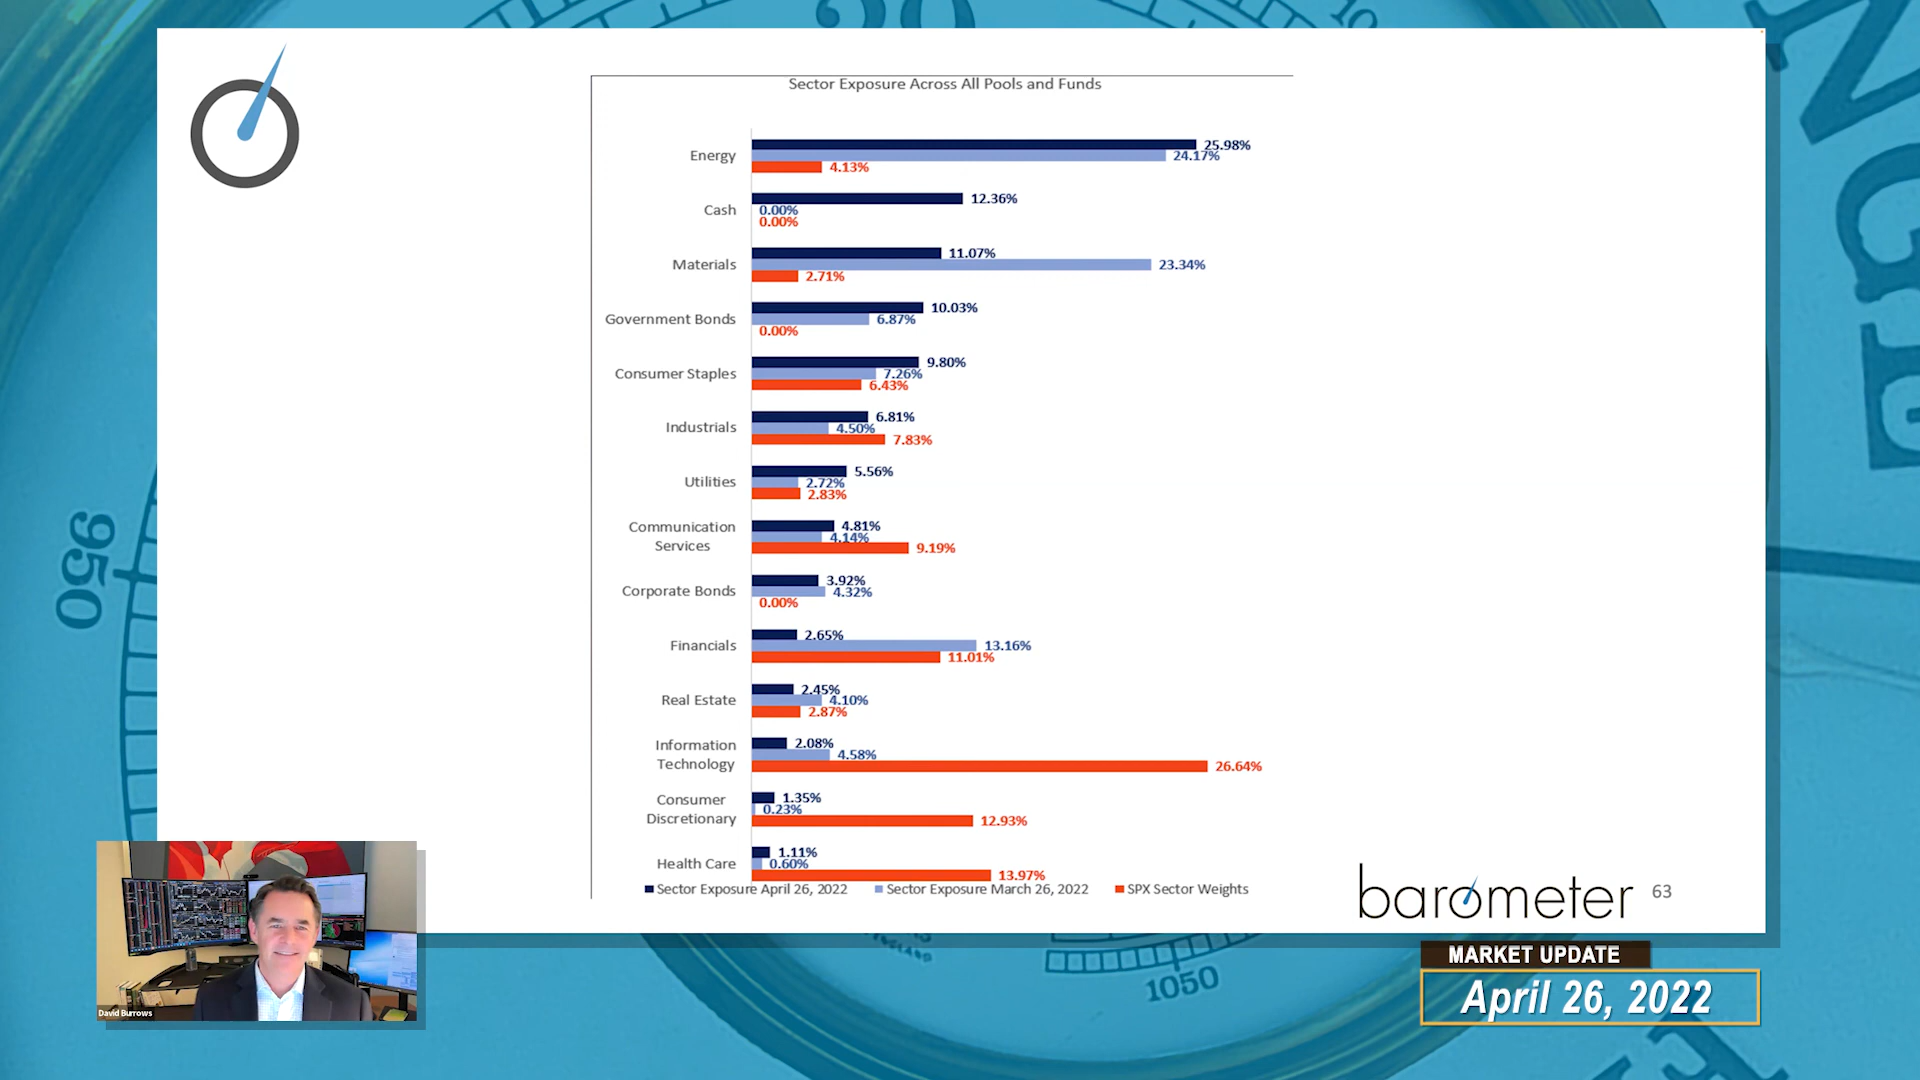 Sector Exposure Across All Pools and Funds
Energy
25.98%
24.17%
4.13%
Cash
12.36%
0.00%
0.00%
Materials
11.07%
23.34%
2.71%
Government Bonds
10.03%
6.87%
0.00%
Consumer Staples
9.80%
7.26%
6.43%
Industrials
6.81%
4.50%
7.83%
Utilities
5.56%
2.72%
2.83%
Communication
Services
4.81%
4.14%
9.19%
Corporate Bonds
3.92%
4.32%
0.00%
Financials
2.65%
13.16%
11.01%
Real Estate
2.45%
4.10%
2.87%
Information
Technology
2.08%
4.58%
26.64%
Consumer
Discretionary
1.35%
0.23%
12.93%
Health Care
1.11%
0.60%
13.97%
Sector Exposure April 26, 2022 Sector Exposure March 26, 2022 SPX Sector Weights
barometer 63
MARKET UPDATE
April 26, 2022
David Burrows
950
1050